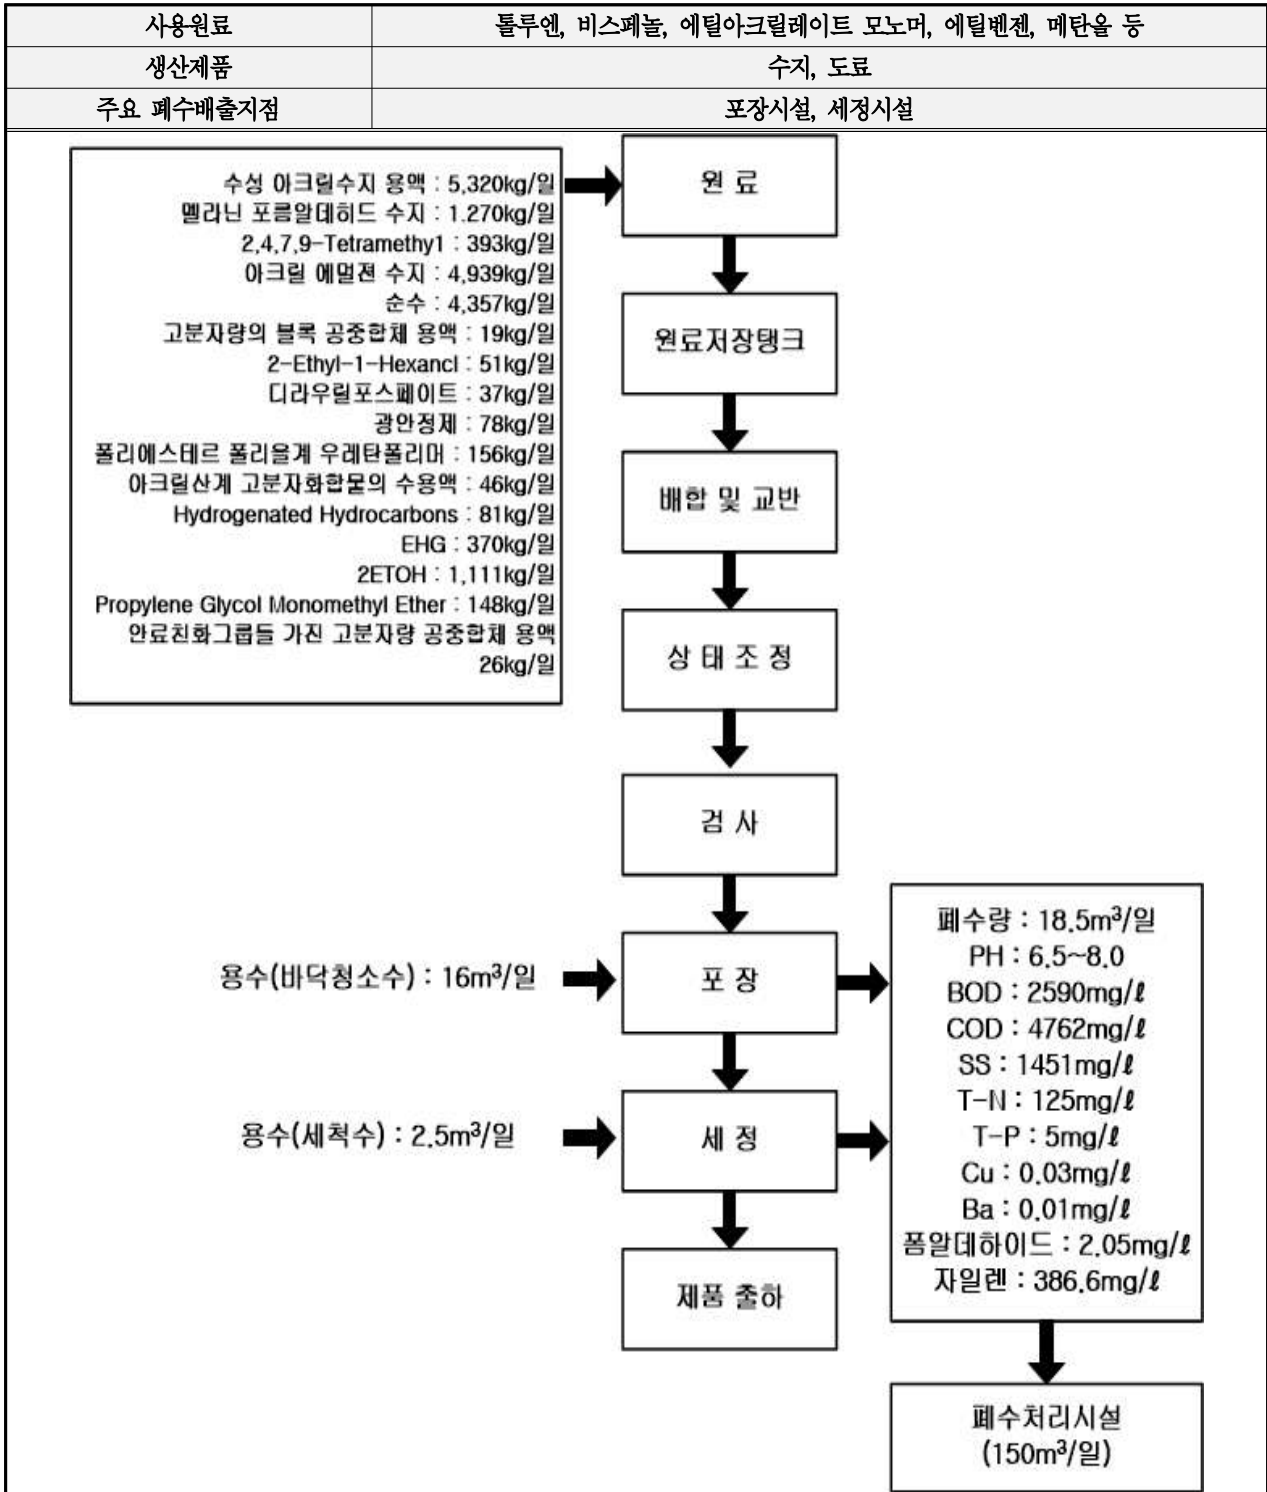 사용원료 톨루엔, 비스페놀, 에틸아크릴레이트 모노머, 에틸벤젠, 메탄올 등
생산제품 수지, 도료
주요 폐수배출지점 포장시설, 세정시설
수성 아크릴수지 용액 : 5,320kg/일
멜라닌 포름알데히드 수지 : 1.270kg/일
2,4,7,9-Tetramethy1 : 393kg/일
아크릴 에멀젼 수지 : 4,939kg/일
순수 : 4,357kg/일
고분자량의 블록 공중합체 용액 : 19kg/일
2-Ethyl-1-Hexancl : 51kg/일
디라우릴포스페이트 : 37kg/일
광안정제 : 78kg/일
폴리에스테르 폴리올계 우레탄폴리머 : 156kg/일
아크릴산계 고분자화합물의 수용액 : 46kg/일
Hydrogenated Hydrocarbons : 81kg/일
EHG : 370kg/일
2ETOH : 1,111kg/일
Propylene Glycol Monomethyl Ether : 148kg/일
안료친화그룹들 가진 고분자량 공중합체 용액
26kg/일
원 료
원료저장탱크
배합 및 교반
상 태 조 정
검 사
용수(바닥청소수) : 16m³/일
포 장
용수(세척수) : 2.5m³/일
세 정
제품 출하
폐수량 : 18.5m³/일
PH : 6.5~8.0
BOD : 2590mg/ℓ
COD : 4762mg/ℓ
SS : 1451mg/ℓ
T-N : 125mg/ℓ
T-P : 5mg/ℓ
Cu : 0.03mg/ℓ
Ba : 0.01mg/ℓ
폼알데하이드 : 2.05mg/ℓ
자일렌 : 386.6mg/ℓ
폐수처리시설
(150m³/일)